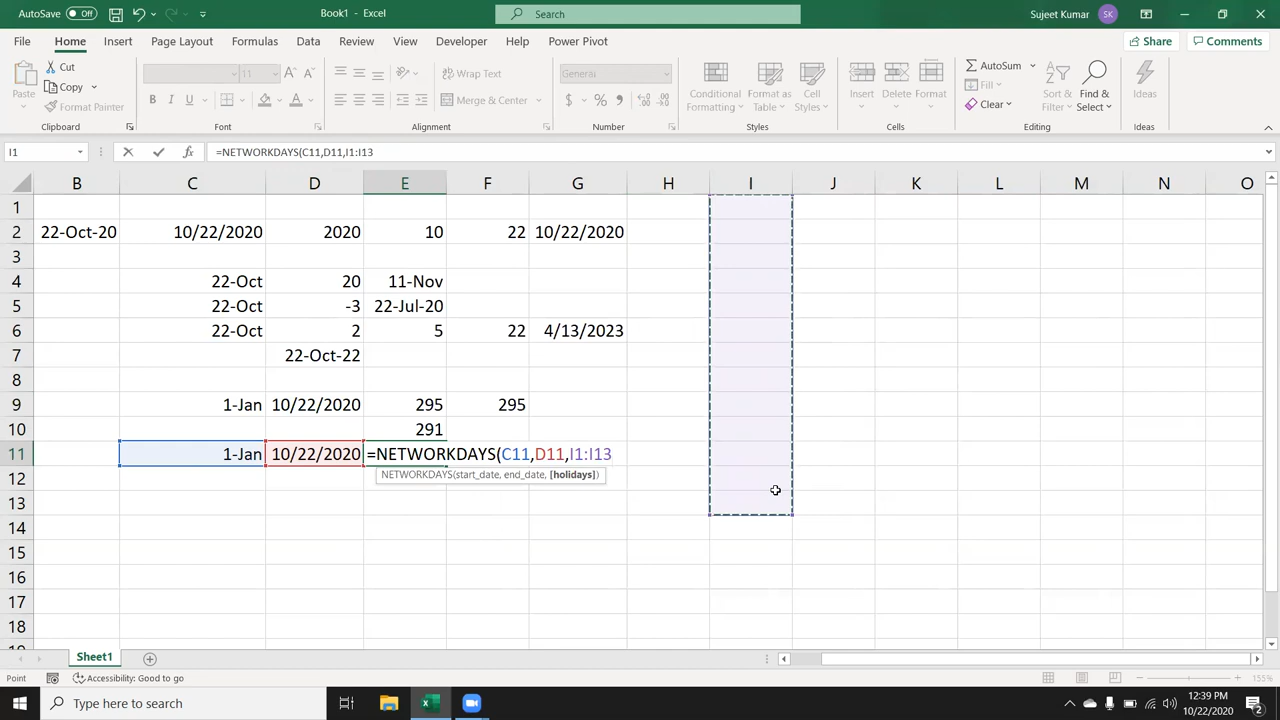 AutoSave Off Book1 - Excel Search Sujeet Kumar SK
File Home Insert Page Layout Formulas Data Review View Developer Help Power Pivot Share Comments
Paste Cut Copy Format Painter 11 Wrap Text Merge & Center General Conditional Formatting Format as Table Cell Styles Insert Delete Format AutoSum Fill Clear Sort & Filter Find & Select Ideas
Clipboard Font Alignment Number Styles Cells Editing Ideas
I1 fx =NETWORKDAYS(C11,D11,I1:I13
B C D E F G H I J K L M N O
1
2 22-Oct-20 10/22/2020 2020 10 22 10/22/2020
3
4 22-Oct 20 11-Nov
5 22-Oct -3 22-Jul-20
6 22-Oct 2 5 22 4/13/2023
7 22-Oct-22
8
9 1-Jan 10/22/2020 295 295
10 291
11 1-Jan 10/22/2020 =NETWORKDAYS(C11,D11,I1:I13
12 NETWORKDAYS(start_date, end_date, [holidays])
13
14
15
16
17
18
Sheet1
Point Accessibility: Good to go 155%
Type here to search 12:39 PM
10/22/2020 2